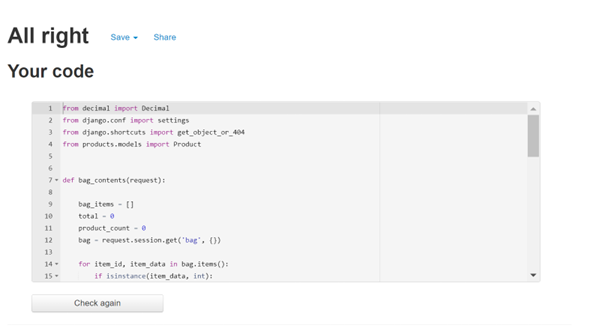 All right Save Share
Your code
1 from decimal import Decimal
2 from django.conf import settings
3 from django.shortcuts import get_object_or_404
4 from products.models import Product
5
6
7 def bag_contents(request):
8
9 bag_items = []
10 total = 0
11 product_count = 0
12 bag = request.session.get('bag', {})
13
14 for item_id, item_data in bag.items():
15 if isinstance(item_data, int):
Check again